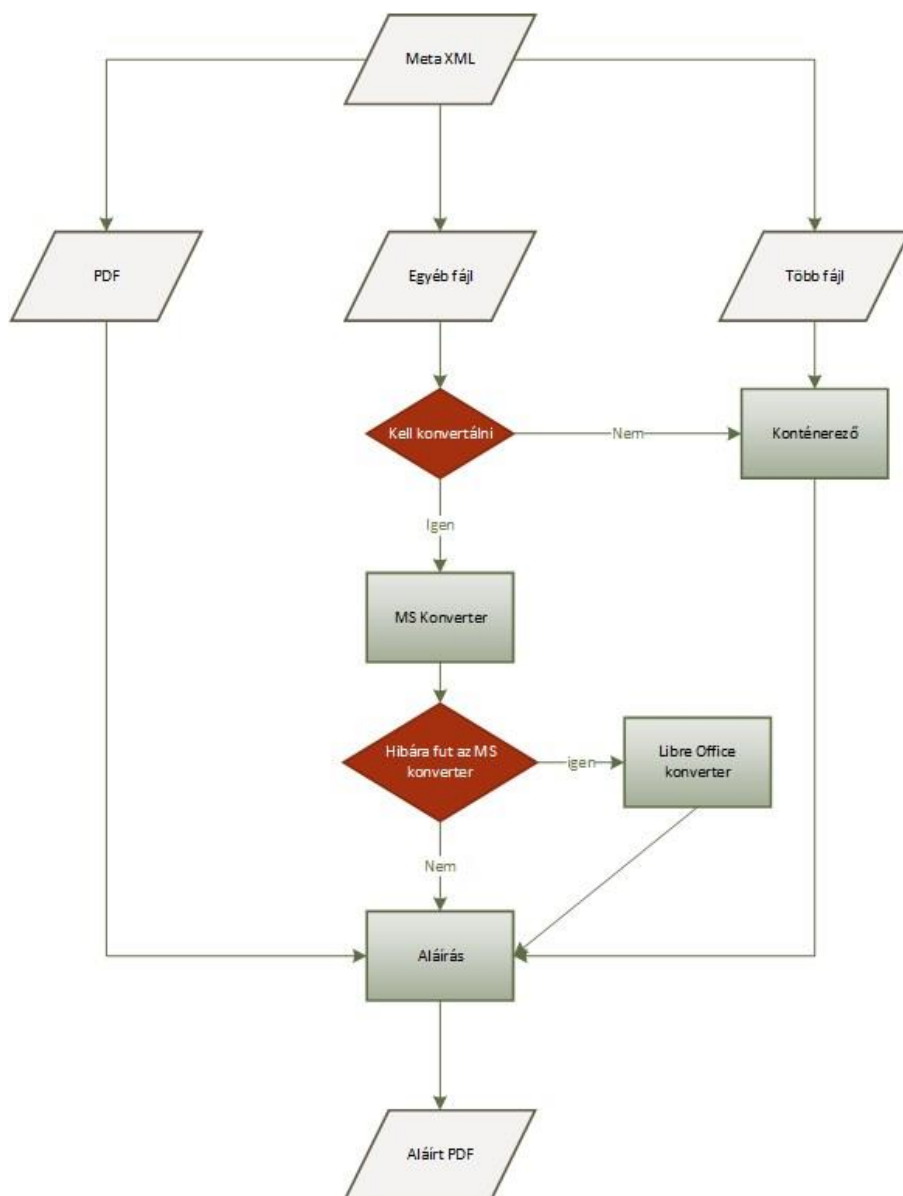 Meta XML
PDF
Egyéb fájl
Több fájl
Kell konvertálni
Nem
Konténerező
Igen
MS Konverter
Hibára fut az MS
konverter
igen
Libre Office
konverter
Nem
Aláírás
Aláírt PDF